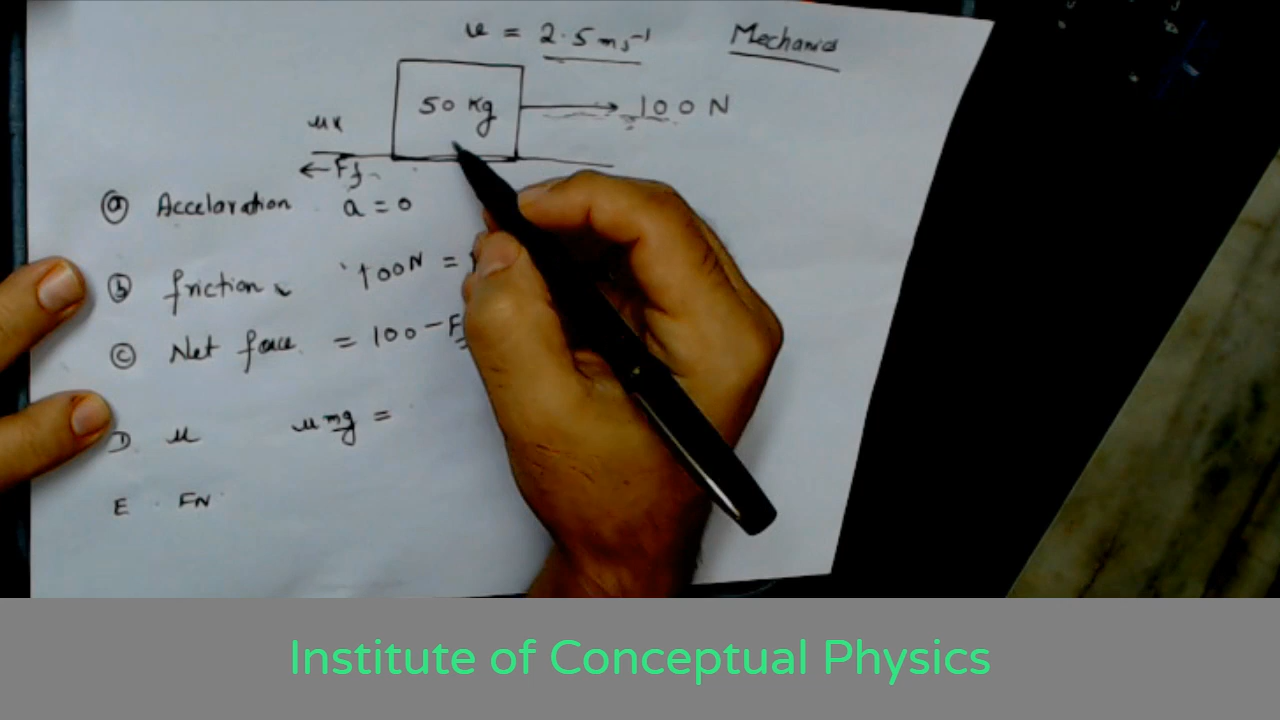 v = 2.5 ms⁻¹
Mechanics
50 Kg
100 N
μK
←Ff
ⓐ Accelaration a = 0
ⓑ friction 100N =
ⓒ Net force = 100 - F
D μ μmg =
E FN
Institute of Conceptual Physics